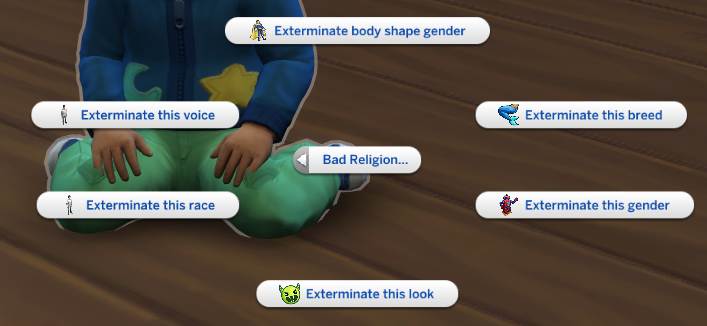 Exterminate body shape gender
Exterminate this voice
Exterminate this breed
Bad Religion...
Exterminate this race
Exterminate this gender
Exterminate this look